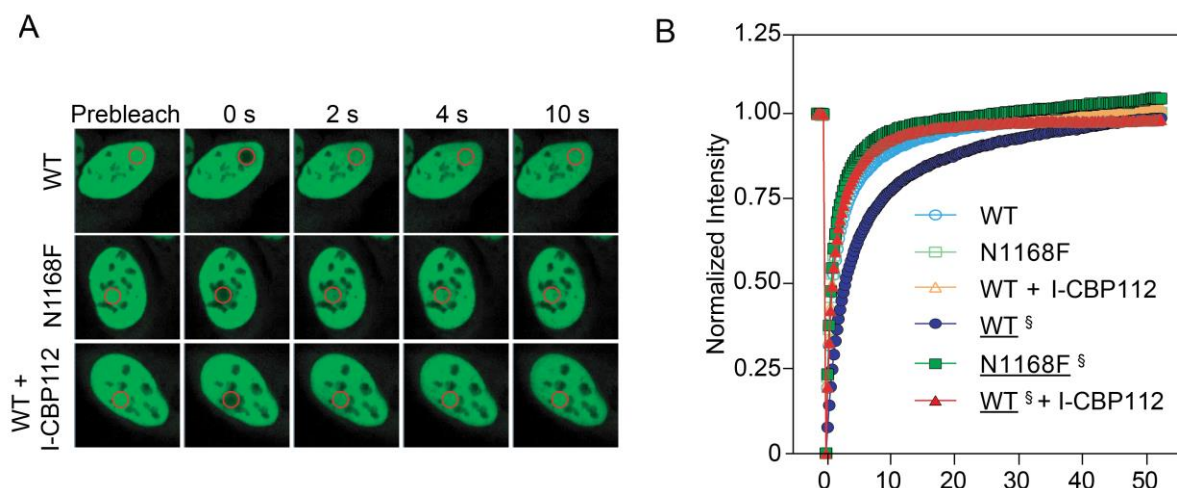 A
Prebleach 0 s 2 s 4 s 10 s
WT
N1168F
WT +
I-CBP112
B
Normalized Intensity
1.25
1.00
0.75
0.50
0.25
0
0 10 20 30 40 50
WT
N1168F
WT + I-CBP112
WT §
N1168F §
WT § + I-CBP112